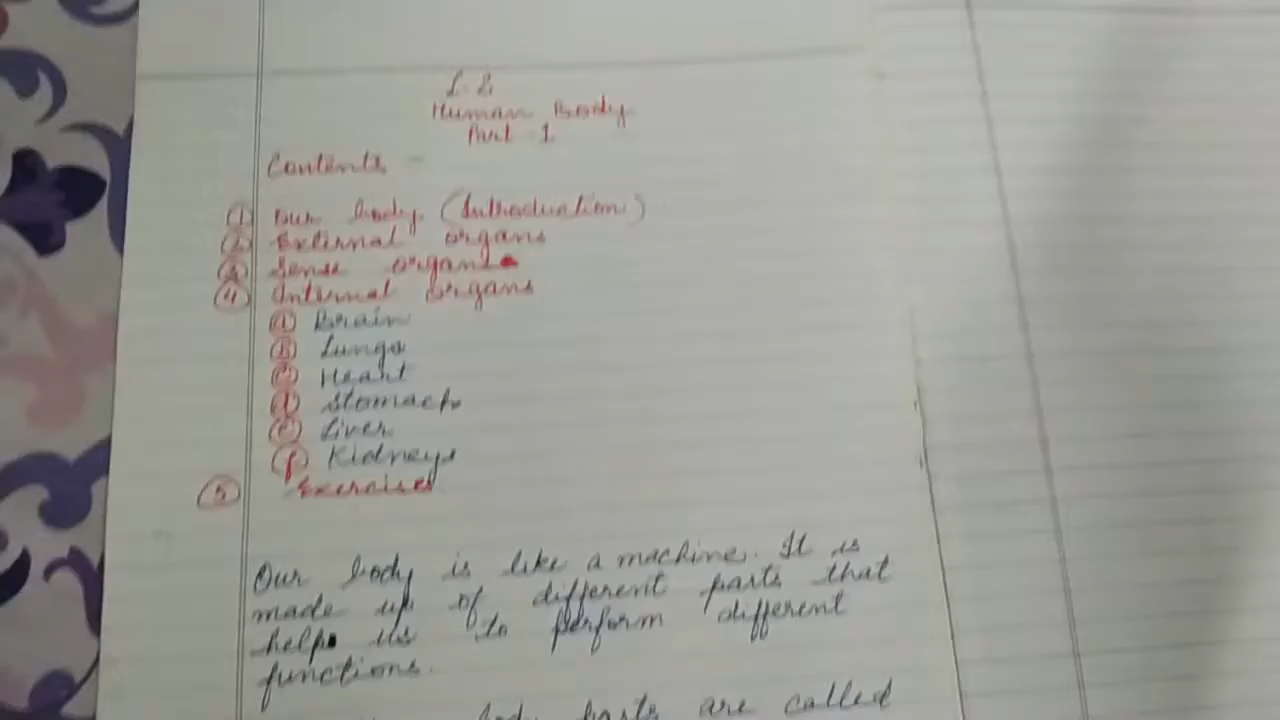 L.2
Human Body
Part - 1
Contents -
① Our body (Introduation)
② External organs
③ Sense organs
④ Internal organs
ⓐ Brain
ⓑ Lungs
ⓒ Heart
ⓓ Stomach
ⓔ Liver
ⓕ Kidneys
⑤ Exercises
Our body is like a machine. It is
made up of different parts that
help us to perform different
functions.
body parts are called